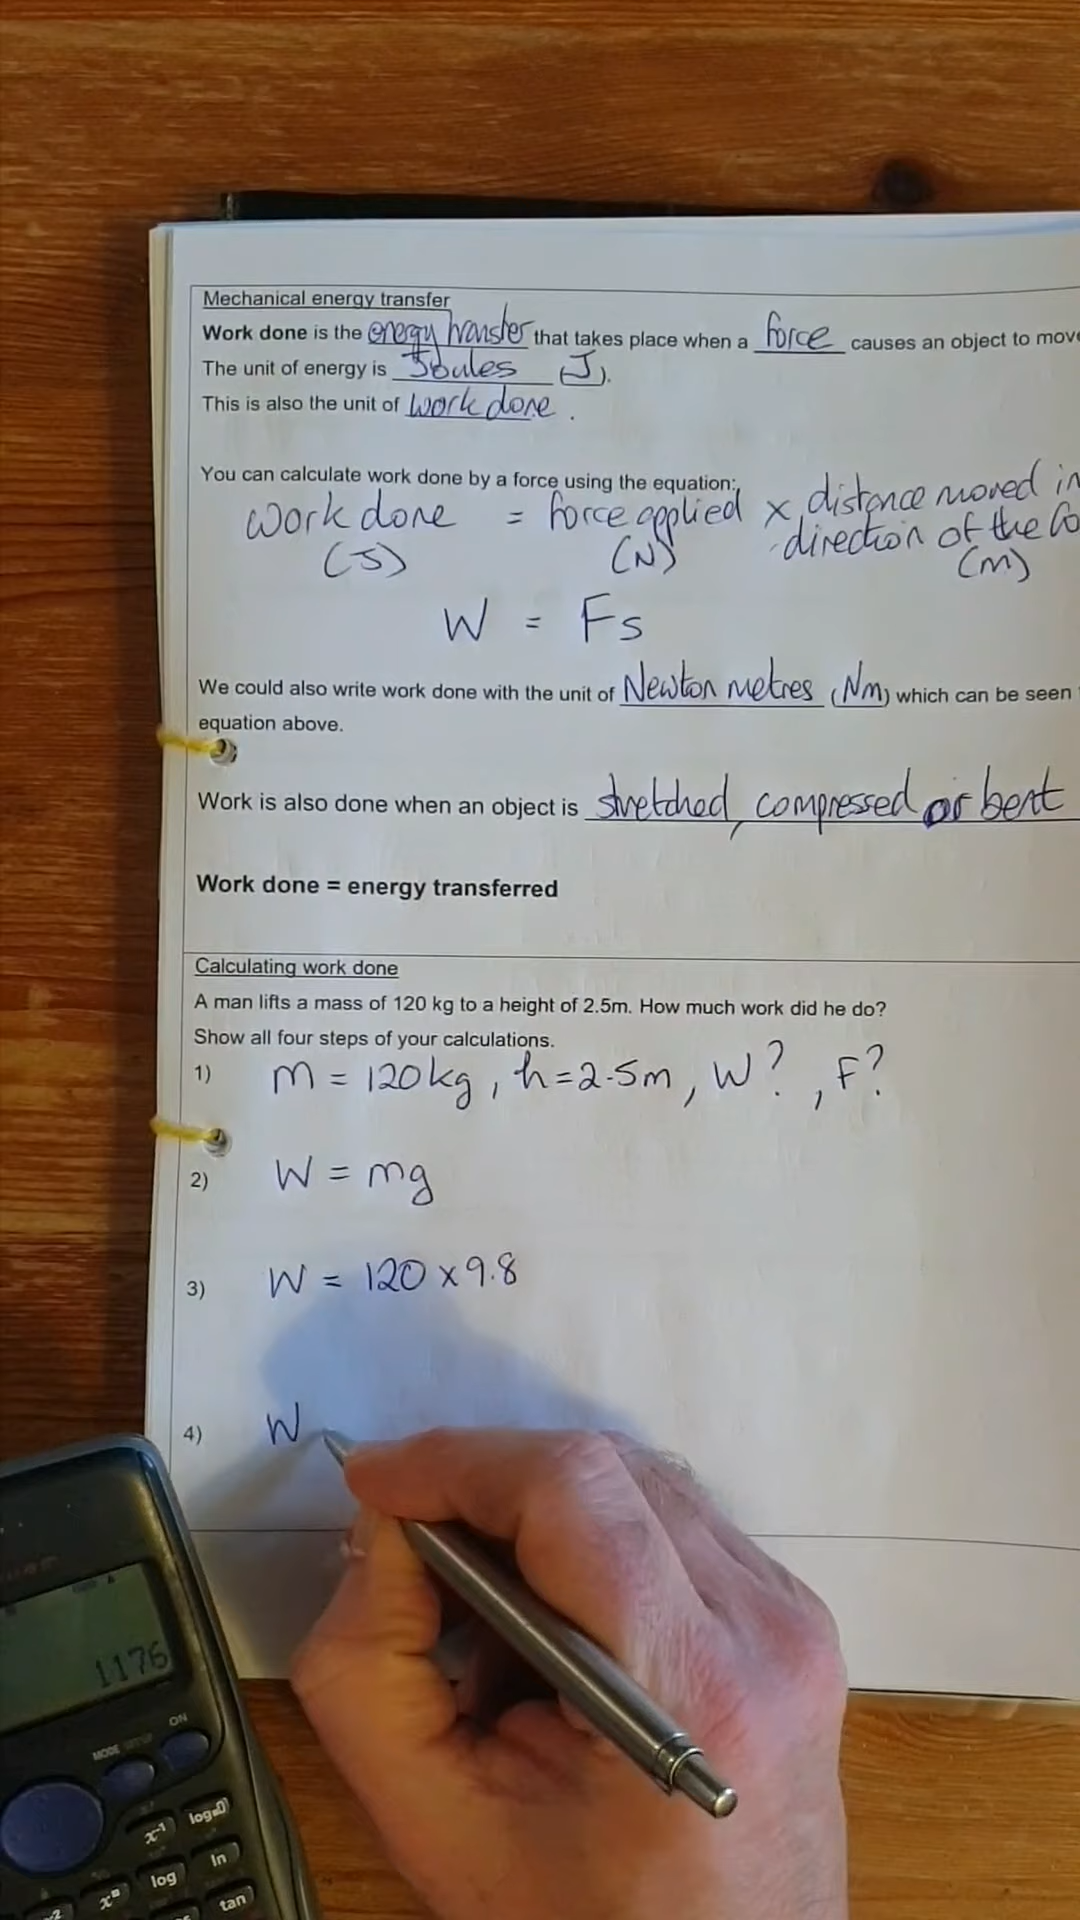 Mechanical energy transfer
Work done is the energy transfer that takes place when a force causes an object to move
The unit of energy is Joules (J).
This is also the unit of work done.
You can calculate work done by a force using the equation:
work done = force applied × distance moved in
direction of the fo
(J) (N) (m)
W = Fs
We could also write work done with the unit of Newton metres (Nm) which can be seen
equation above.
Work is also done when an object is stretched, compressed or bent
Work done = energy transferred
Calculating work done
A man lifts a mass of 120 kg to a height of 2.5m. How much work did he do?
Show all four steps of your calculations.
1) m = 120kg, h=2.5m, W?, F?
2) W = mg
3) W = 120 × 9.8
4) W
1176
ON
MODE
x⁻¹ log
log ln
tan